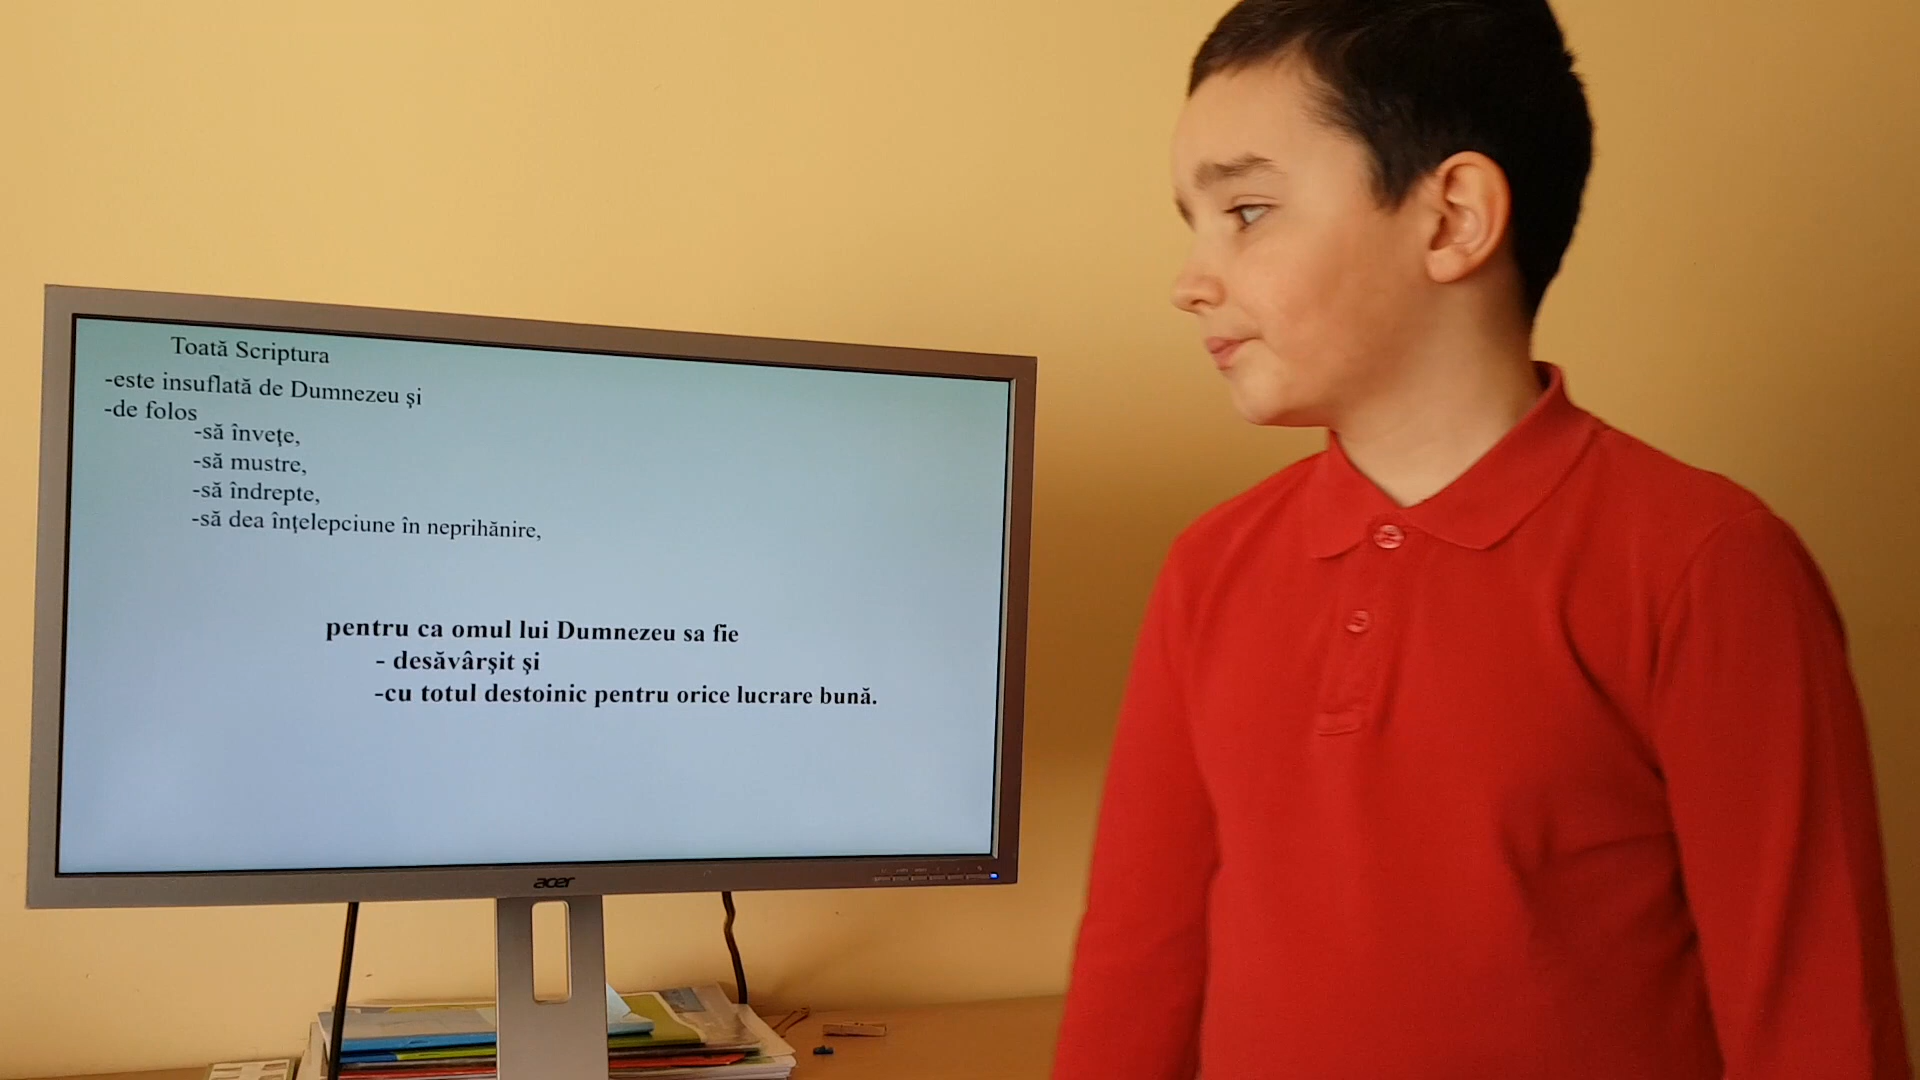 Toată Scriptura
-este insuflată de Dumnezeu şi
-de folos
-să înveţe,
-să mustre,
-să îndrepte,
-să dea înţelepciune în neprihănire,
pentru ca omul lui Dumnezeu sa fie
- desăvârşit şi
-cu totul destoinic pentru orice lucrare bună.
acer